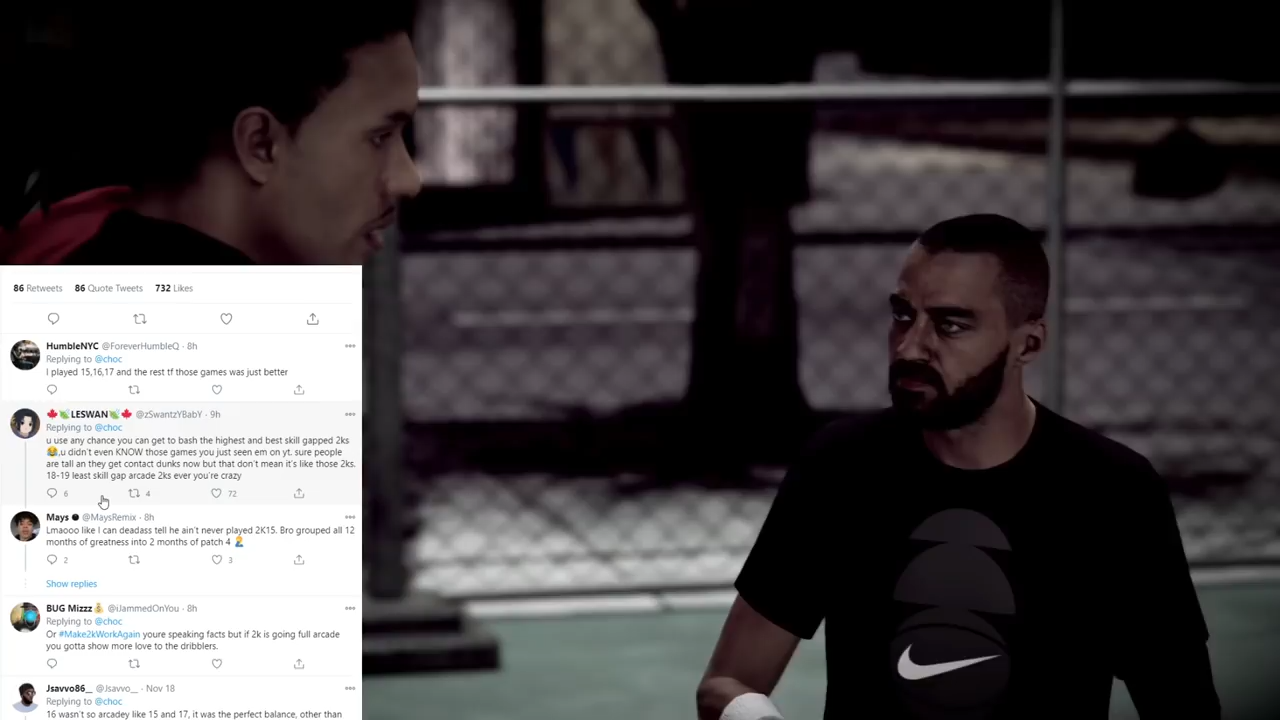 86 Retweets 86 Quote Tweets 732 Likes
HumbleNYC @ForeverHumbleQ · 8h
Replying to @choc
I played 15,16,17 and the rest tf those games was just better
🍁🍃LESWAN🍃🍁 @zSwantzYBabY · 9h
Replying to @choc
u use any chance you can get to bash the highest and best skill gapped 2ks
😂,u didn't even KNOW those games you just seen em on yt. sure people
are tall an they get contact dunks now but that don't mean it's like those 2ks.
18-19 least skill gap arcade 2ks ever you're crazy
6 4 72
Mays @MaysRemix · 8h
Lmaooo like I can deadass tell he ain't never played 2K15. Bro grouped all 12
months of greatness into 2 months of patch 4 🤦‍♂️
2 3
Show replies
BUG Mizzz💰 @iJammedOnYou · 8h
Replying to @choc
Or #Make2kWorkAgain youre speaking facts but if 2k is going full arcade
you gotta show more love to the dribblers.
Jsavvo86__ @Jsavvo__ · Nov 18
Replying to @choc
16 wasn't so arcadey like 15 and 17, it was the perfect balance, other than